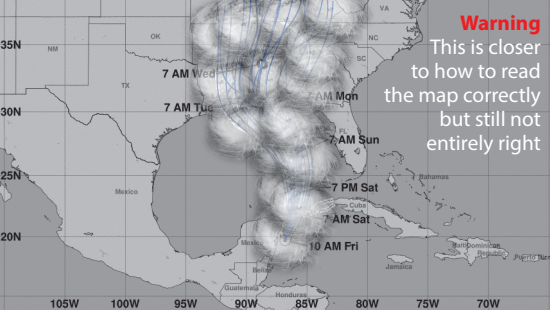 Warning
This is closer
to how to read
the map correctly
but still not
entirely right
VA
35N
NM
OK
NC
SC
7 AM Wed
TX
AM Mon
7 AM Tue
30N
FL
7 AM Sun
25N
7 PM Sat
Bahamas
Mexico
Cuba
7 AM Sat
20N
Mexico
10 AM Fri
Haiti
Dominican
Republic
Puerto
Jamaica
Belize
Guatemala
Honduras
105W 100W 95W 90W 85W 80W 75W 70W